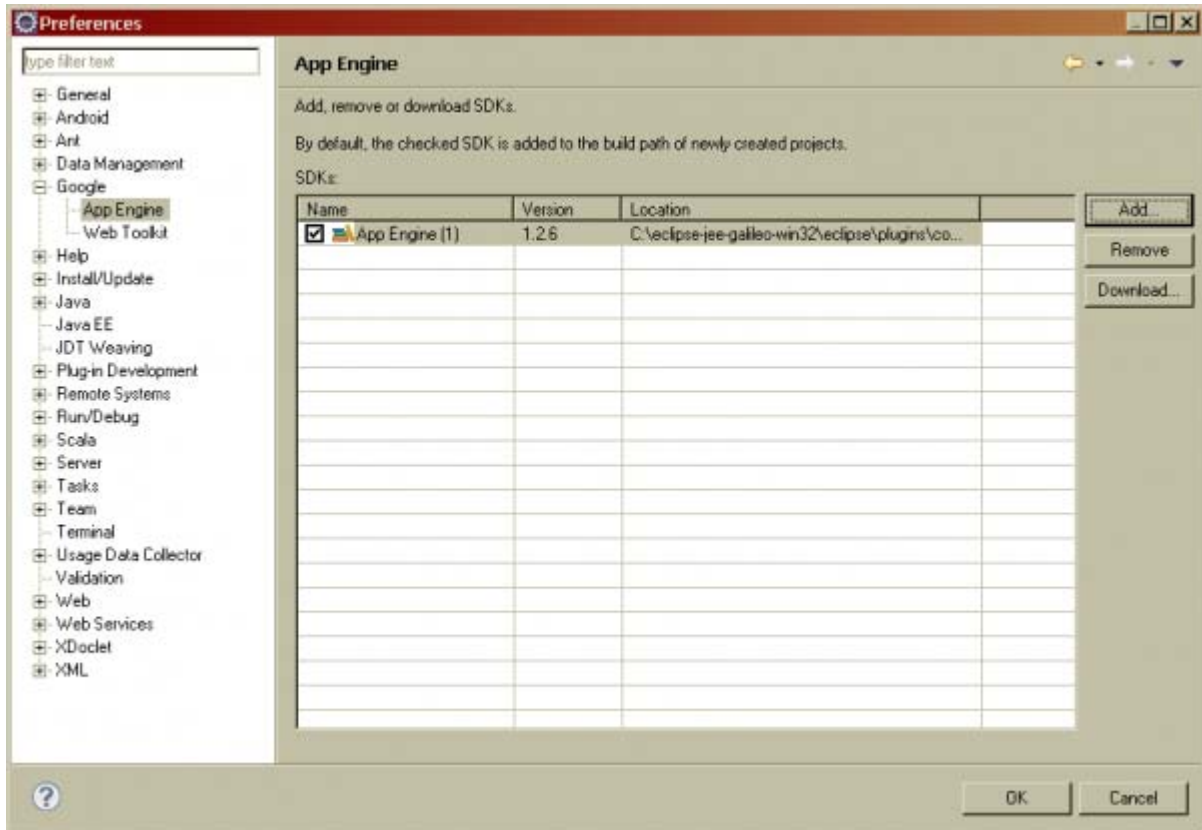 Preferences
type filter text
General
Android
Ant
Data Management
Google
App Engine
Web Toolkit
Help
Install/Update
Java
Java EE
JDT Weaving
Plug-in Development
Remote Systems
Run/Debug
Scala
Server
Tasks
Team
Terminal
Usage Data Collector
Validation
Web
Web Services
XDoclet
XML
App Engine
Add, remove or download SDKs.
By default, the checked SDK is added to the build path of newly created projects.
SDKs:
Name Version Location
App Engine (1) 1.2.6 C:\eclipse-jee-galileo-win32\eclipse\plugins\co...
Add...
Remove
Download...
?
OK Cancel